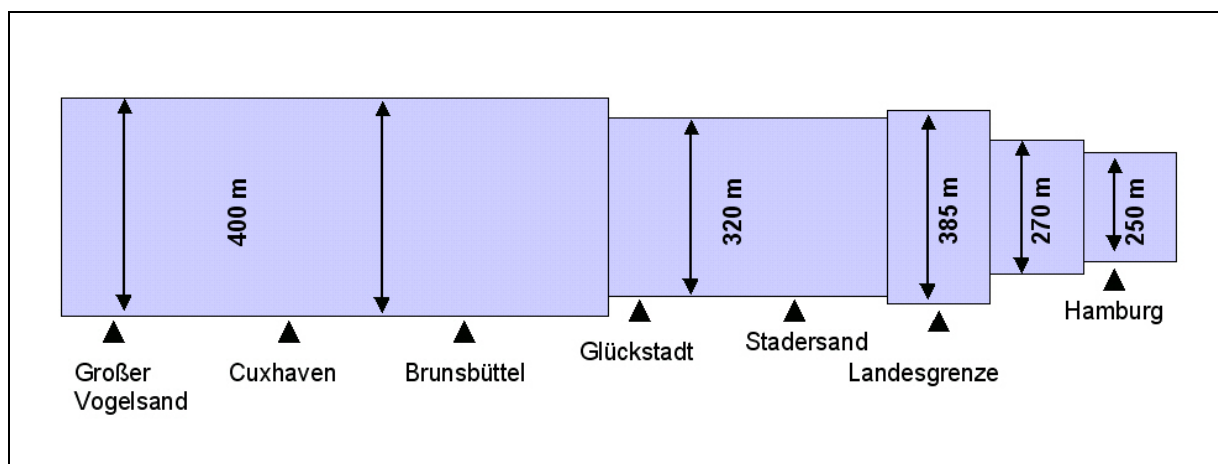 400 m
320 m
385 m
270 m
250 m
Großer
Vogelsand
Cuxhaven
Brunsbüttel
Glückstadt
Stadersand
Landesgrenze
Hamburg